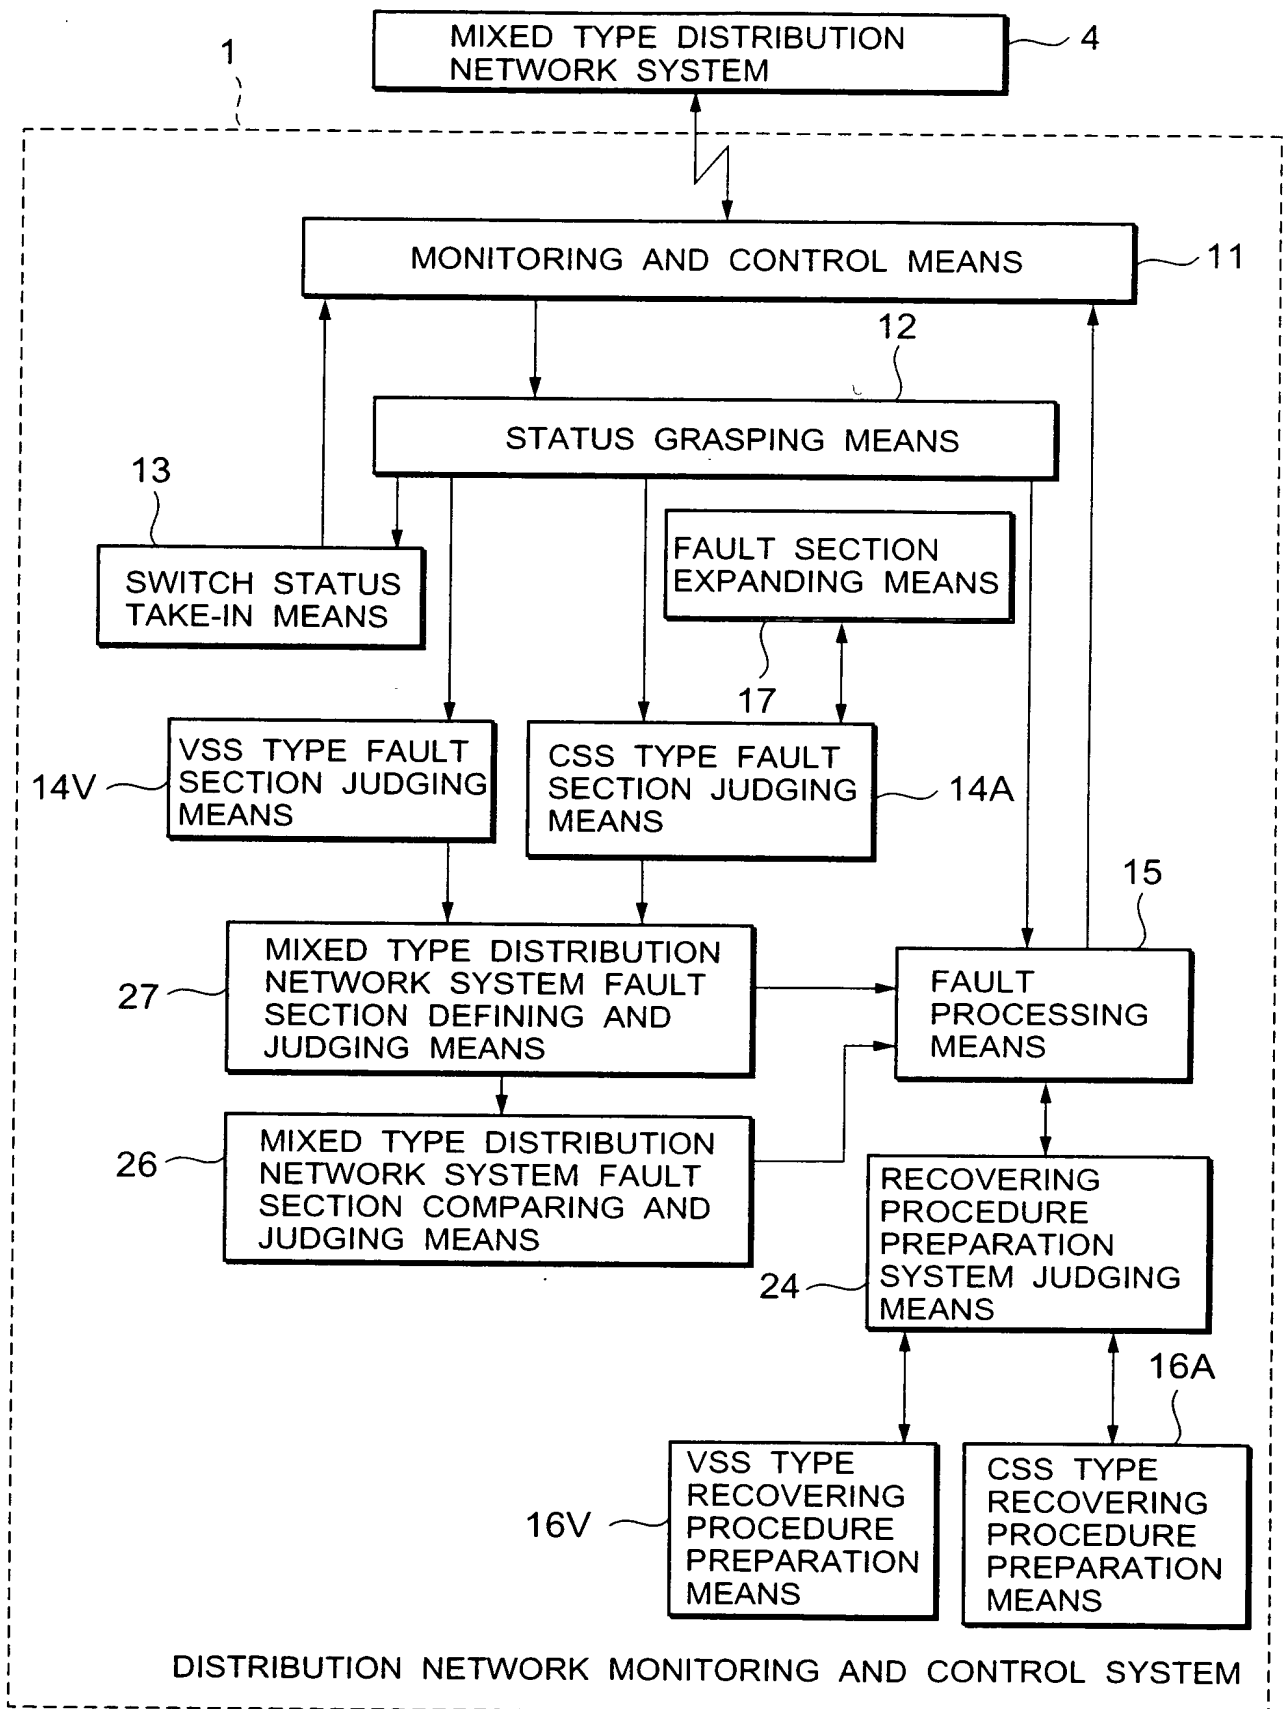 MIXED TYPE DISTRIBUTION
NETWORK SYSTEM
4
1
MONITORING AND CONTROL MEANS
11
12
STATUS GRASPING MEANS
13
SWITCH STATUS
TAKE-IN MEANS
FAULT SECTION
EXPANDING MEANS
17
VSS TYPE FAULT
SECTION JUDGING
MEANS
14V
CSS TYPE FAULT
SECTION JUDGING
MEANS
14A
15
MIXED TYPE DISTRIBUTION
NETWORK SYSTEM FAULT
SECTION DEFINING AND
JUDGING MEANS
27
FAULT
PROCESSING
MEANS
MIXED TYPE DISTRIBUTION
NETWORK SYSTEM FAULT
SECTION COMPARING AND
JUDGING MEANS
26
RECOVERING
PROCEDURE
PREPARATION
SYSTEM JUDGING
MEANS
24
16A
VSS TYPE
RECOVERING
PROCEDURE
PREPARATION
MEANS
16V
CSS TYPE
RECOVERING
PROCEDURE
PREPARATION
MEANS
DISTRIBUTION NETWORK MONITORING AND CONTROL SYSTEM